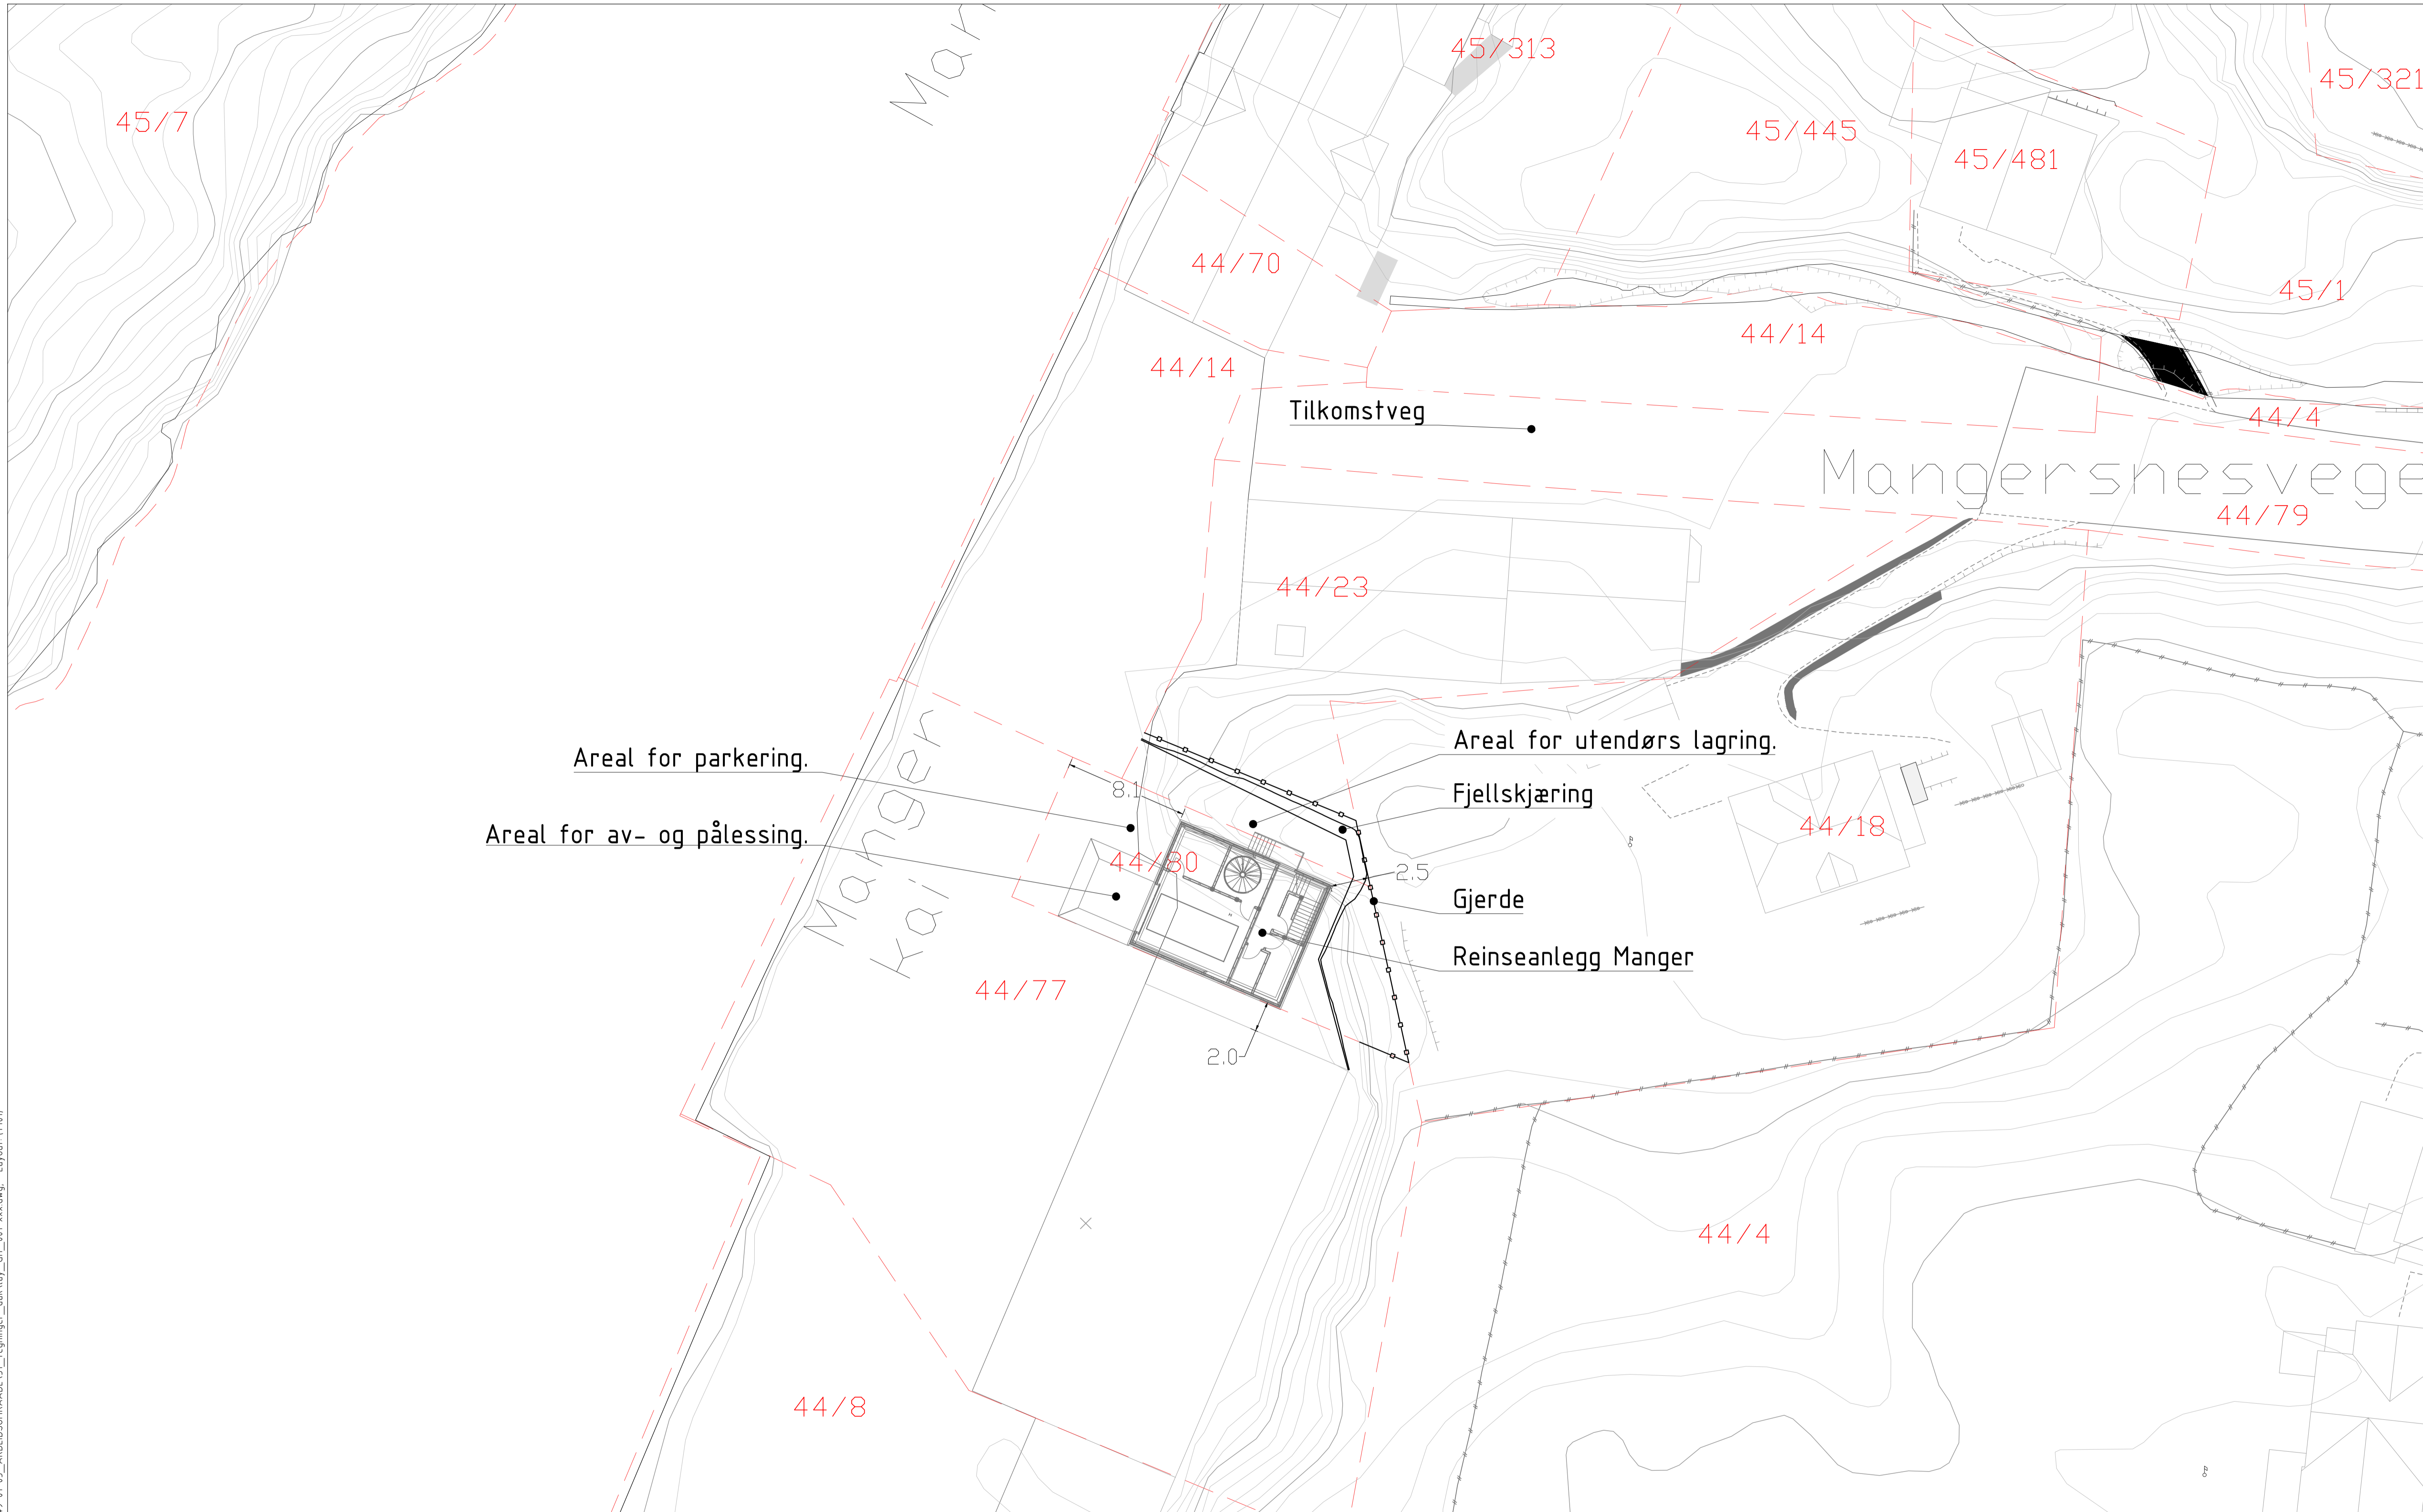 45/313
45/321
45/7
45/445
45/481
44/70
45/1
44/14
44/14
Tilkomstveg
44/4
Mangersnesvege
44/79
44/23
Areal for utendørs lagring.
Areal for parkering.
8,1
Fjellskjæring
Areal for av- og pålessing.
44/18
44/80
2,5
Gjerde
Manger
kai
Reinseanlegg Manger
44/77
2,0
44/4
44/8